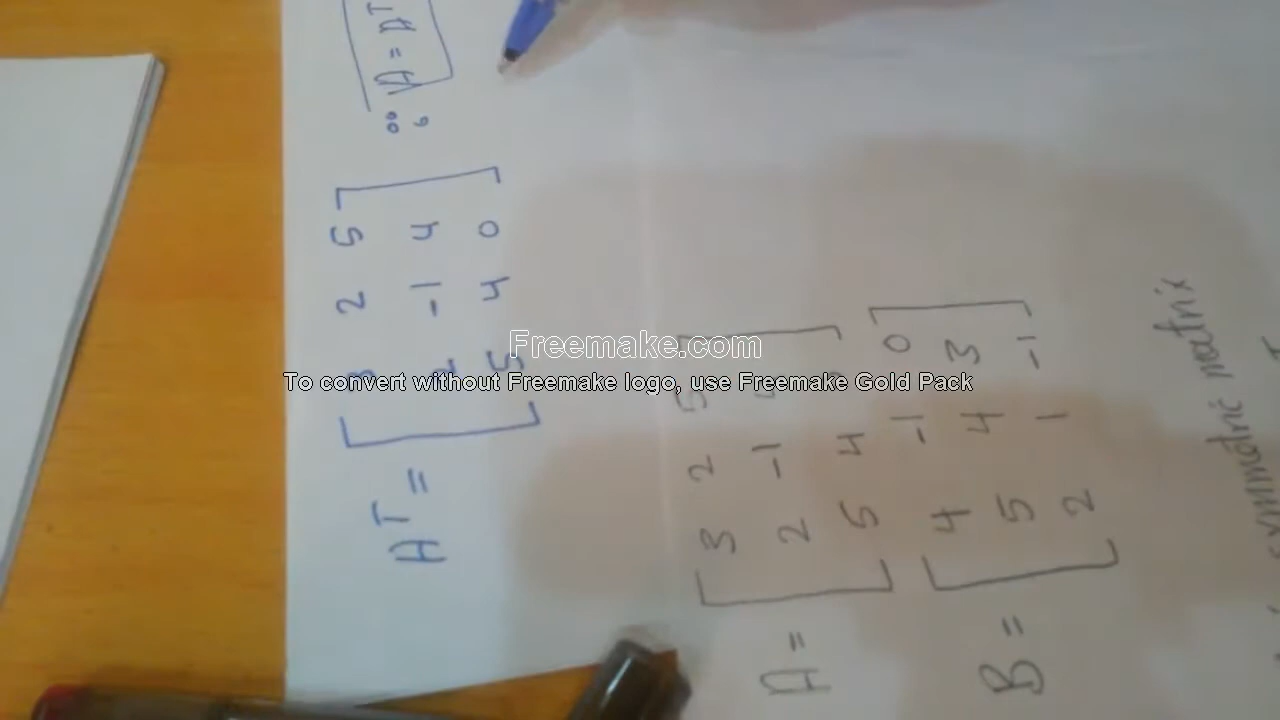 3 2 5
Aᵀ = 2 -1 4 ∴ A = Aᵀ
5 4 0
3 2 5
A = 2 -1 4
5 4
4 -1 0
B = 5 4 3
2 1 -1
matrix
symmetric
Freemake.com
To convert without Freemake logo, use Freemake Gold Pack